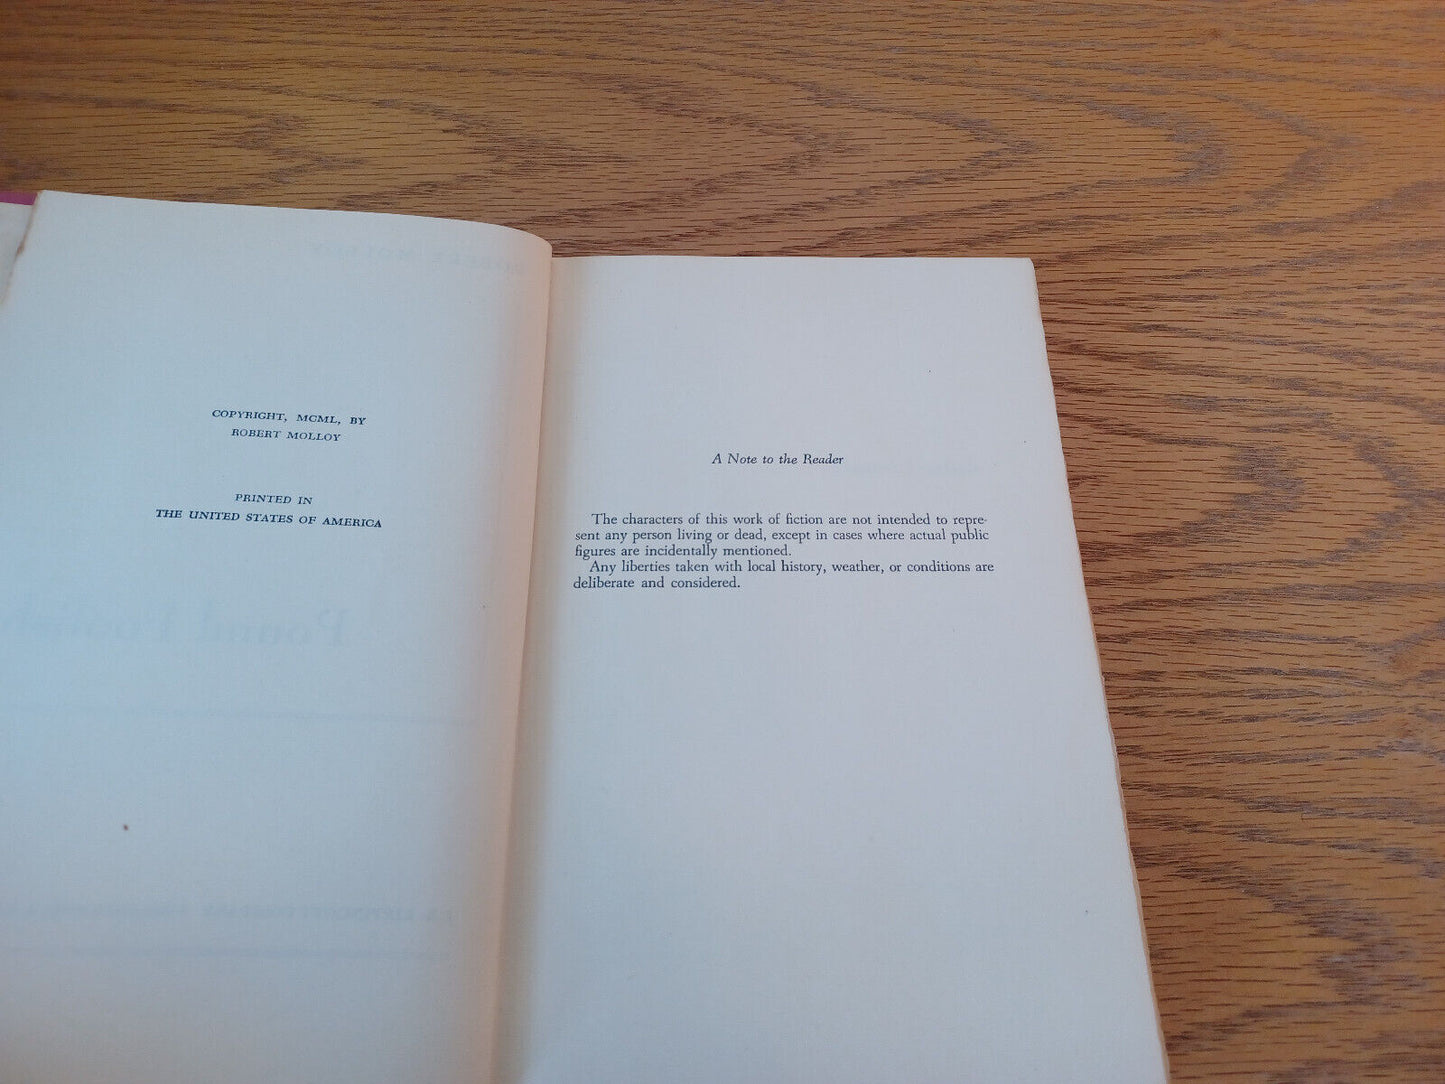 COPYRIGHT, MCML, BY
ROBERT MOLLOY
PRINTED IN
THE UNITED STATES OF AMERICA
A Note to the Reader
The characters of this work of fiction are not intended to repre-
sent any person living or dead, except in cases where actual public
figures are incidentally mentioned.
Any liberties taken with local history, weather, or conditions are
deliberate and considered.